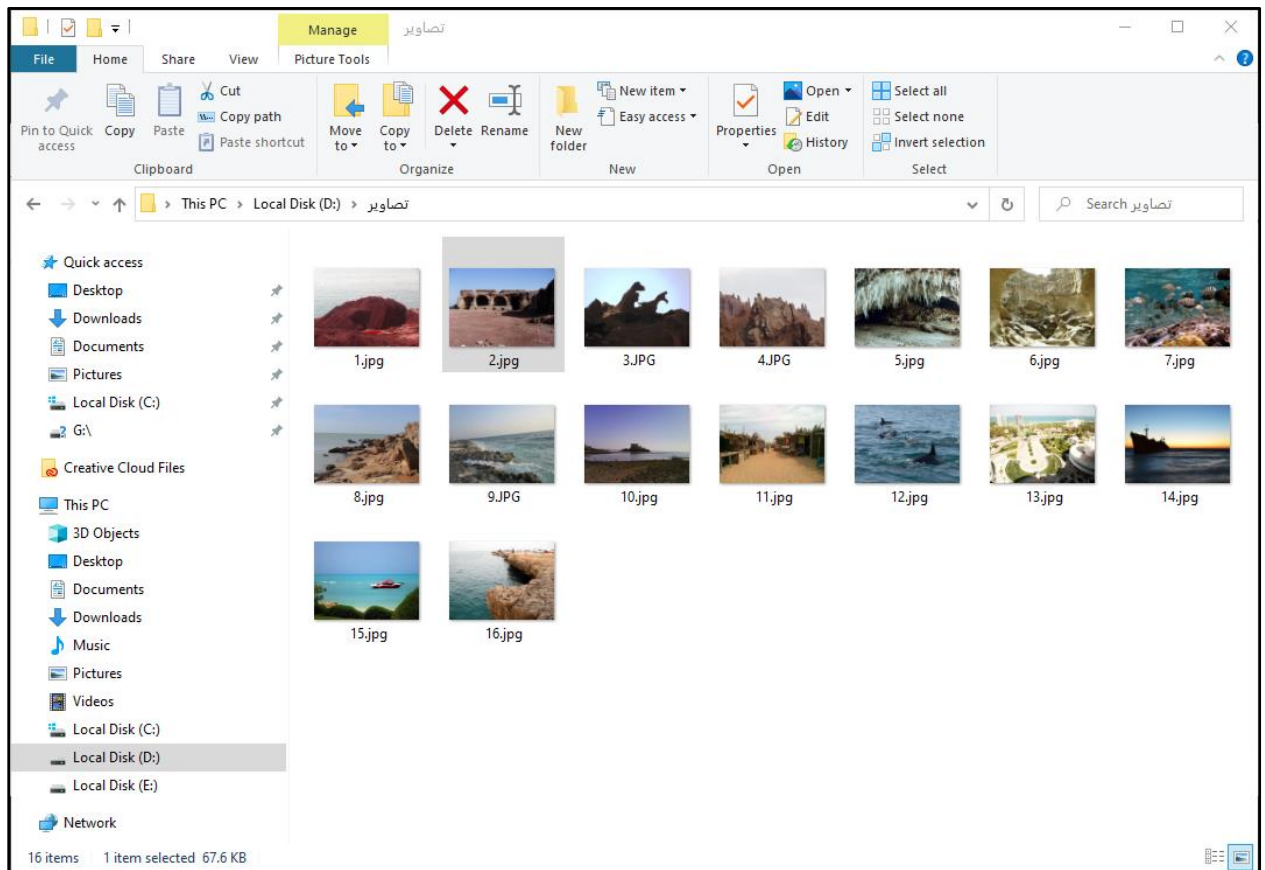 Manage تصاویر
File Home Share View Picture Tools
Pin to Quick access
Copy
Paste
Cut
Copy path
Paste shortcut
Clipboard
Move to
Copy to
Delete
Rename
Organize
New folder
New item
Easy access
New
Properties
Open
Edit
History
Open
Select all
Select none
Invert selection
Select
This PC > Local Disk (D:) > تصاویر
Search تصاویر
Quick access
Desktop
Downloads
Documents
Pictures
Local Disk (C:)
G:\
Creative Cloud Files
This PC
3D Objects
Desktop
Documents
Downloads
Music
Pictures
Videos
Local Disk (C:)
Local Disk (D:)
Local Disk (E:)
Network
1.jpg 2.jpg 3.JPG 4.JPG 5.jpg 6.jpg 7.jpg
8.jpg 9.JPG 10.jpg 11.jpg 12.jpg 13.jpg 14.jpg
15.jpg 16.jpg
16 items 1 item selected 67.6 KB